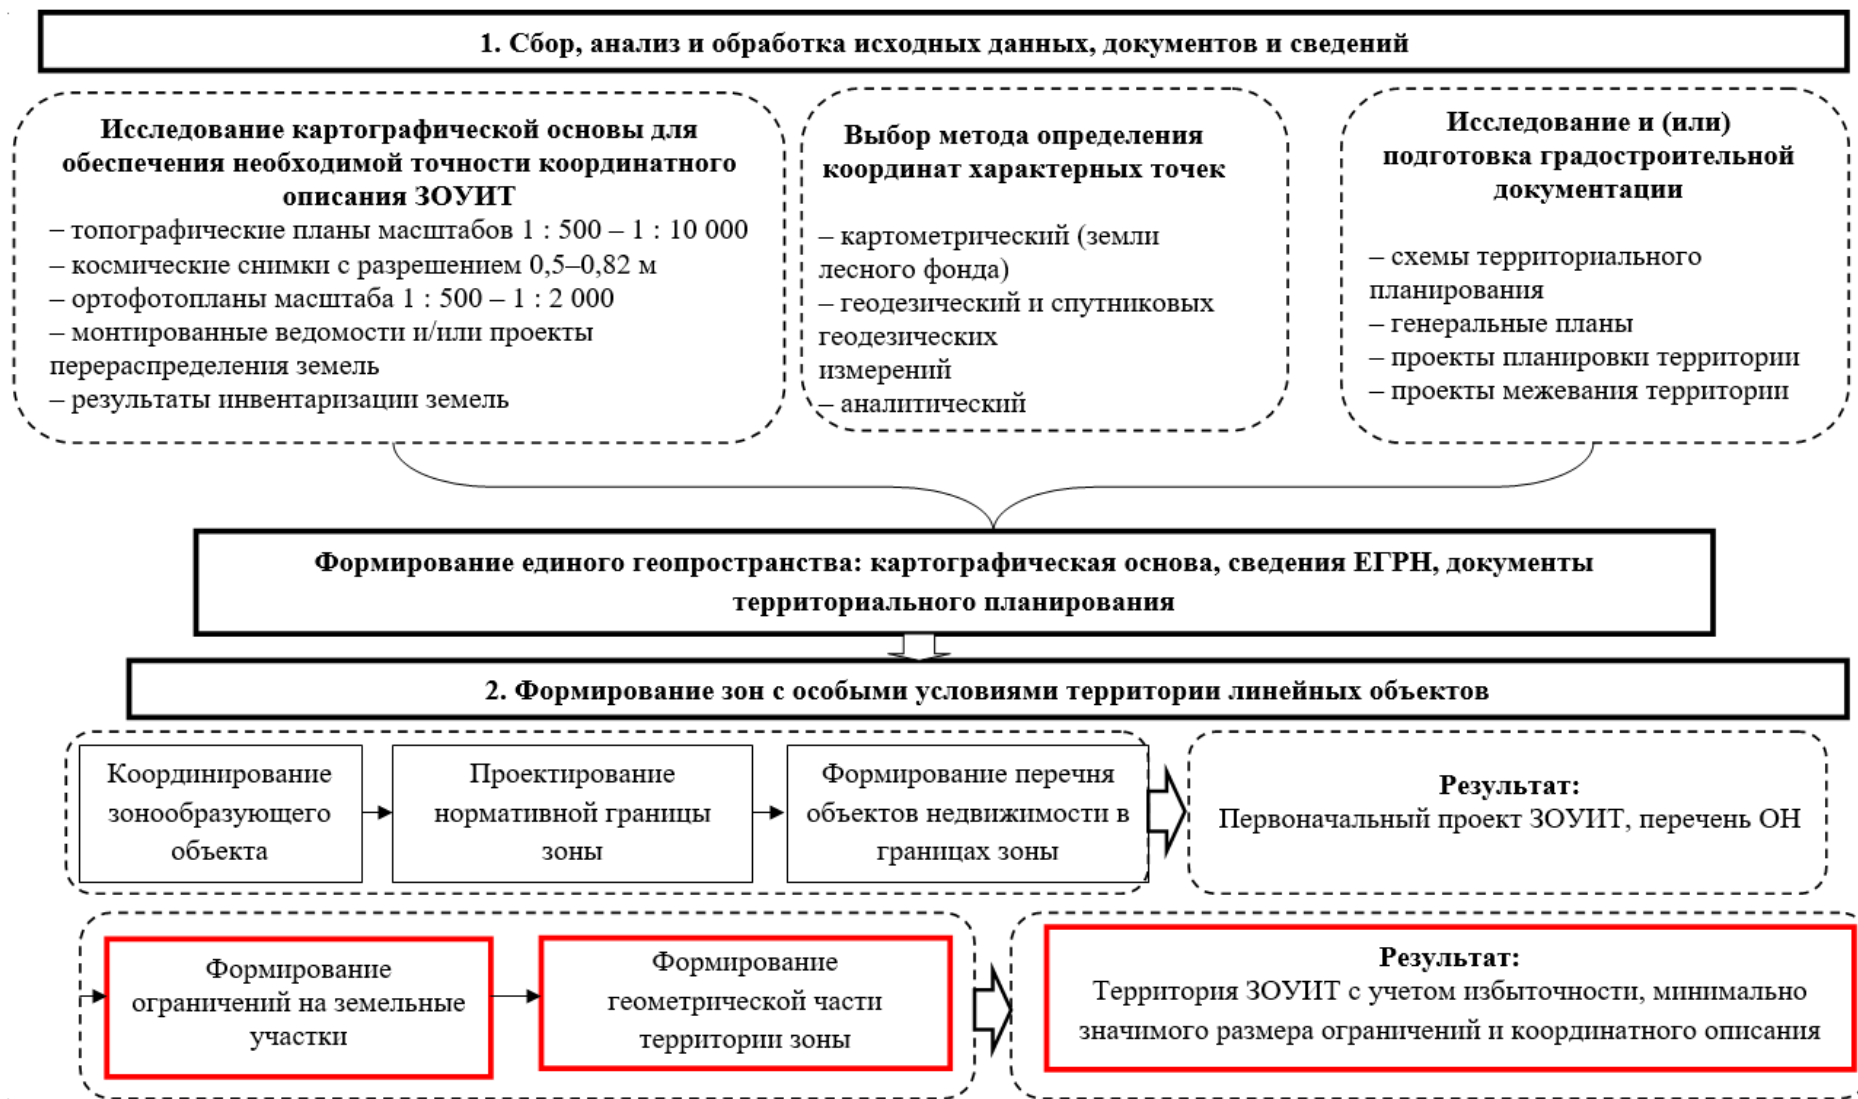 1. Сбор, анализ и обработка исходных данных, документов и сведений
Исследование картографической основы для
обеспечения необходимой точности координатного
описания ЗОУИТ
– топографические планы масштабов 1 : 500 – 1 : 10 000
– космические снимки с разрешением 0,5–0,82 м
– ортофотопланы масштаба 1 : 500 – 1 : 2 000
– монтированные ведомости и/или проекты
перераспределения земель
– результаты инвентаризации земель
Выбор метода определения
координат характерных точек
– картометрический (земли
лесного фонда)
– геодезический и спутниковых
геодезических
измерений
– аналитический
Исследование и (или)
подготовка градостроительной
документации
– схемы территориального
планирования
– генеральные планы
– проекты планировки территории
– проекты межевания территории
Формирование единого геопространства: картографическая основа, сведения ЕГРН, документы
территориального планирования
2. Формирование зон с особыми условиями территории линейных объектов
Координирование
зонообразующего
объекта
Проектирование
нормативной границы
зоны
Формирование перечня
объектов недвижимости в
границах зоны
Результат:
Первоначальный проект ЗОУИТ, перечень ОН
Формирование
ограничений на земельные
участки
Формирование
геометрической части
территории зоны
Результат:
Территория ЗОУИТ с учетом избыточности, минимально
значимого размера ограничений и координатного описания